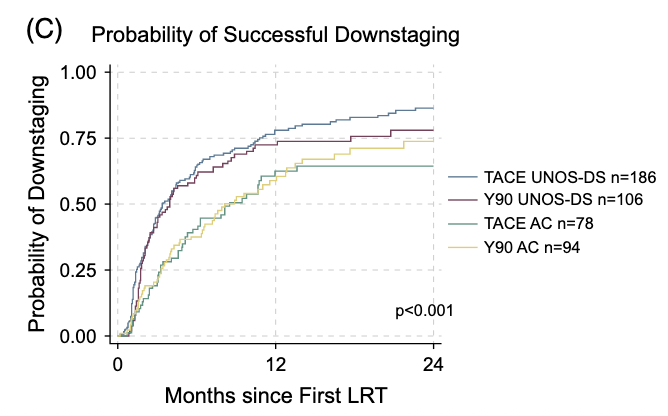 (C) Probability of Successful Downstaging
Probability of Downstaging
1.00
0.75
0.50
0.25
0.00
0 12 24
Months since First LRT
p<0.001
TACE UNOS-DS n=186
Y90 UNOS-DS n=106
TACE AC n=78
Y90 AC n=94